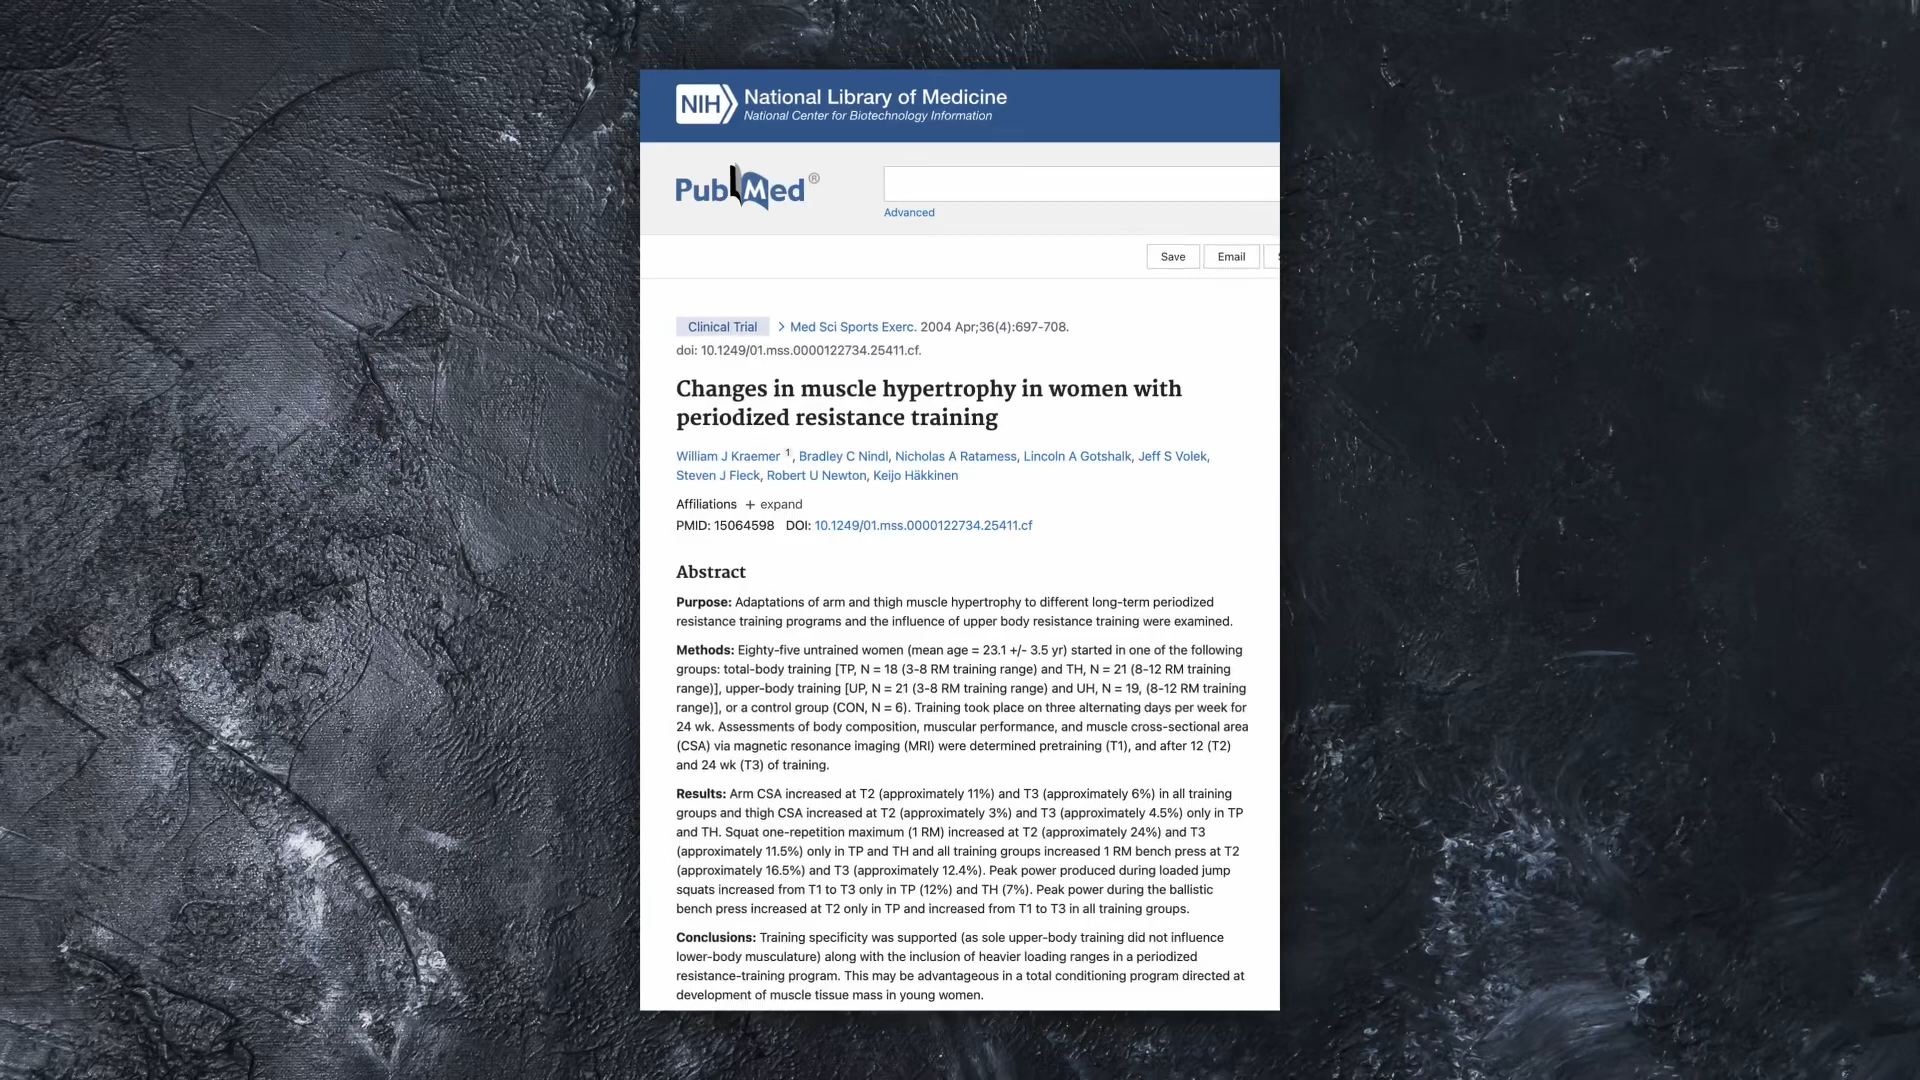 NIH National Library of Medicine
National Center for Biotechnology Information
PubMed®
Advanced
Save Email
Clinical Trial > Med Sci Sports Exerc. 2004 Apr;36(4):697-708.
doi: 10.1249/01.mss.0000122734.25411.cf.
Changes in muscle hypertrophy in women with
periodized resistance training
William J Kraemer 1, Bradley C Nindl, Nicholas A Ratamess, Lincoln A Gotshalk, Jeff S Volek,
Steven J Fleck, Robert U Newton, Keijo Häkkinen
Affiliations + expand
PMID: 15064598 DOI: 10.1249/01.mss.0000122734.25411.cf
Abstract
Purpose: Adaptations of arm and thigh muscle hypertrophy to different long-term periodized
resistance training programs and the influence of upper body resistance training were examined.
Methods: Eighty-five untrained women (mean age = 23.1 +/- 3.5 yr) started in one of the following
groups: total-body training [TP, N = 18 (3-8 RM training range) and TH, N = 21 (8-12 RM training
range)], upper-body training [UP, N = 21 (3-8 RM training range) and UH, N = 19, (8-12 RM training
range)], or a control group (CON, N = 6). Training took place on three alternating days per week for
24 wk. Assessments of body composition, muscular performance, and muscle cross-sectional area
(CSA) via magnetic resonance imaging (MRI) were determined pretraining (T1), and after 12 (T2)
and 24 wk (T3) of training.
Results: Arm CSA increased at T2 (approximately 11%) and T3 (approximately 6%) in all training
groups and thigh CSA increased at T2 (approximately 3%) and T3 (approximately 4.5%) only in TP
and TH. Squat one-repetition maximum (1 RM) increased at T2 (approximately 24%) and T3
(approximately 11.5%) only in TP and TH and all training groups increased 1 RM bench press at T2
(approximately 16.5%) and T3 (approximately 12.4%). Peak power produced during loaded jump
squats increased from T1 to T3 only in TP (12%) and TH (7%). Peak power during the ballistic
bench press increased at T2 only in TP and increased from T1 to T3 in all training groups.
Conclusions: Training specificity was supported (as sole upper-body training did not influence
lower-body musculature) along with the inclusion of heavier loading ranges in a periodized
resistance-training program. This may be advantageous in a total conditioning program directed at
development of muscle tissue mass in young women.